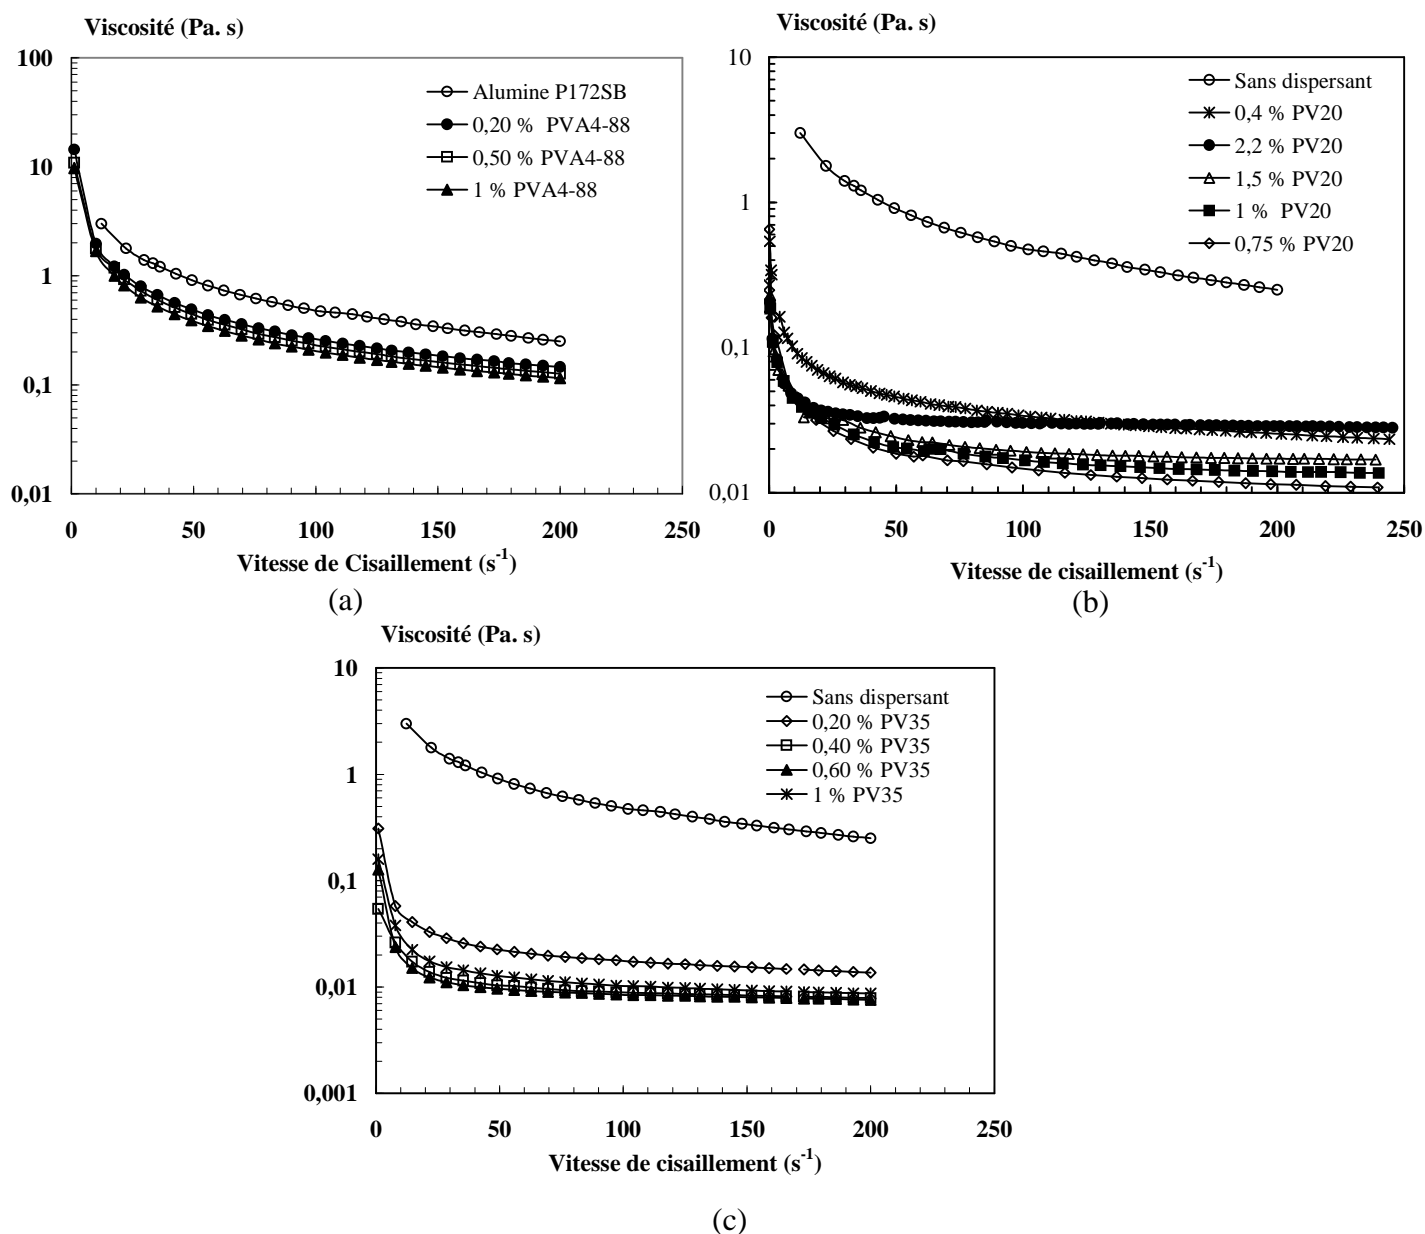 Viscosité (Pa. s)
100
10
1
0,1
0,01
0 50 100 150 200 250
Vitesse de Cisaillement (s-1)
Alumine P172SB
0,20 % PVA4-88
0,50 % PVA4-88
1 % PVA4-88
(a)
Viscosité (Pa. s)
10
1
0,1
0,01
0 50 100 150 200 250
Vitesse de cisaillement (s-1)
Sans dispersant
0,4 % PV20
2,2 % PV20
1,5 % PV20
1 % PV20
0,75 % PV20
(b)
Viscosité (Pa. s)
10
1
0,1
0,01
0,001
0 50 100 150 200 250
Vitesse de cisaillement (s-1)
Sans dispersant
0,20 % PV35
0,40 % PV35
0,60 % PV35
1 % PV35
(c)